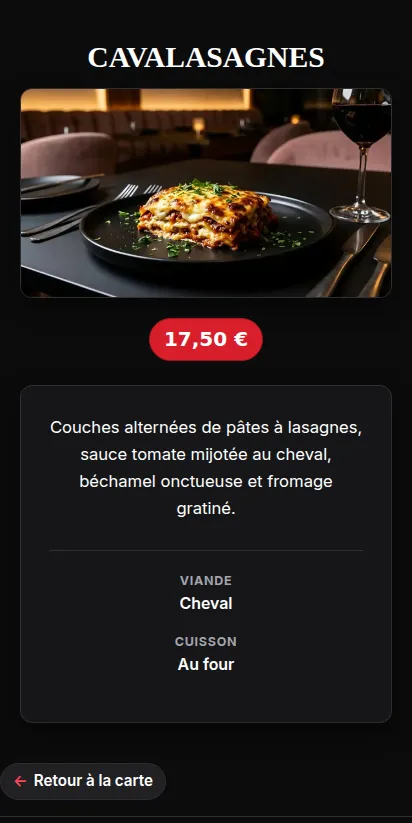 CAVALASAGNES
17,50 €
Couches alternées de pâtes à lasagnes,
sauce tomate mijotée au cheval,
béchamel onctueuse et fromage
gratiné.
VIANDE
Cheval
CUISSON
Au four
← Retour à la carte